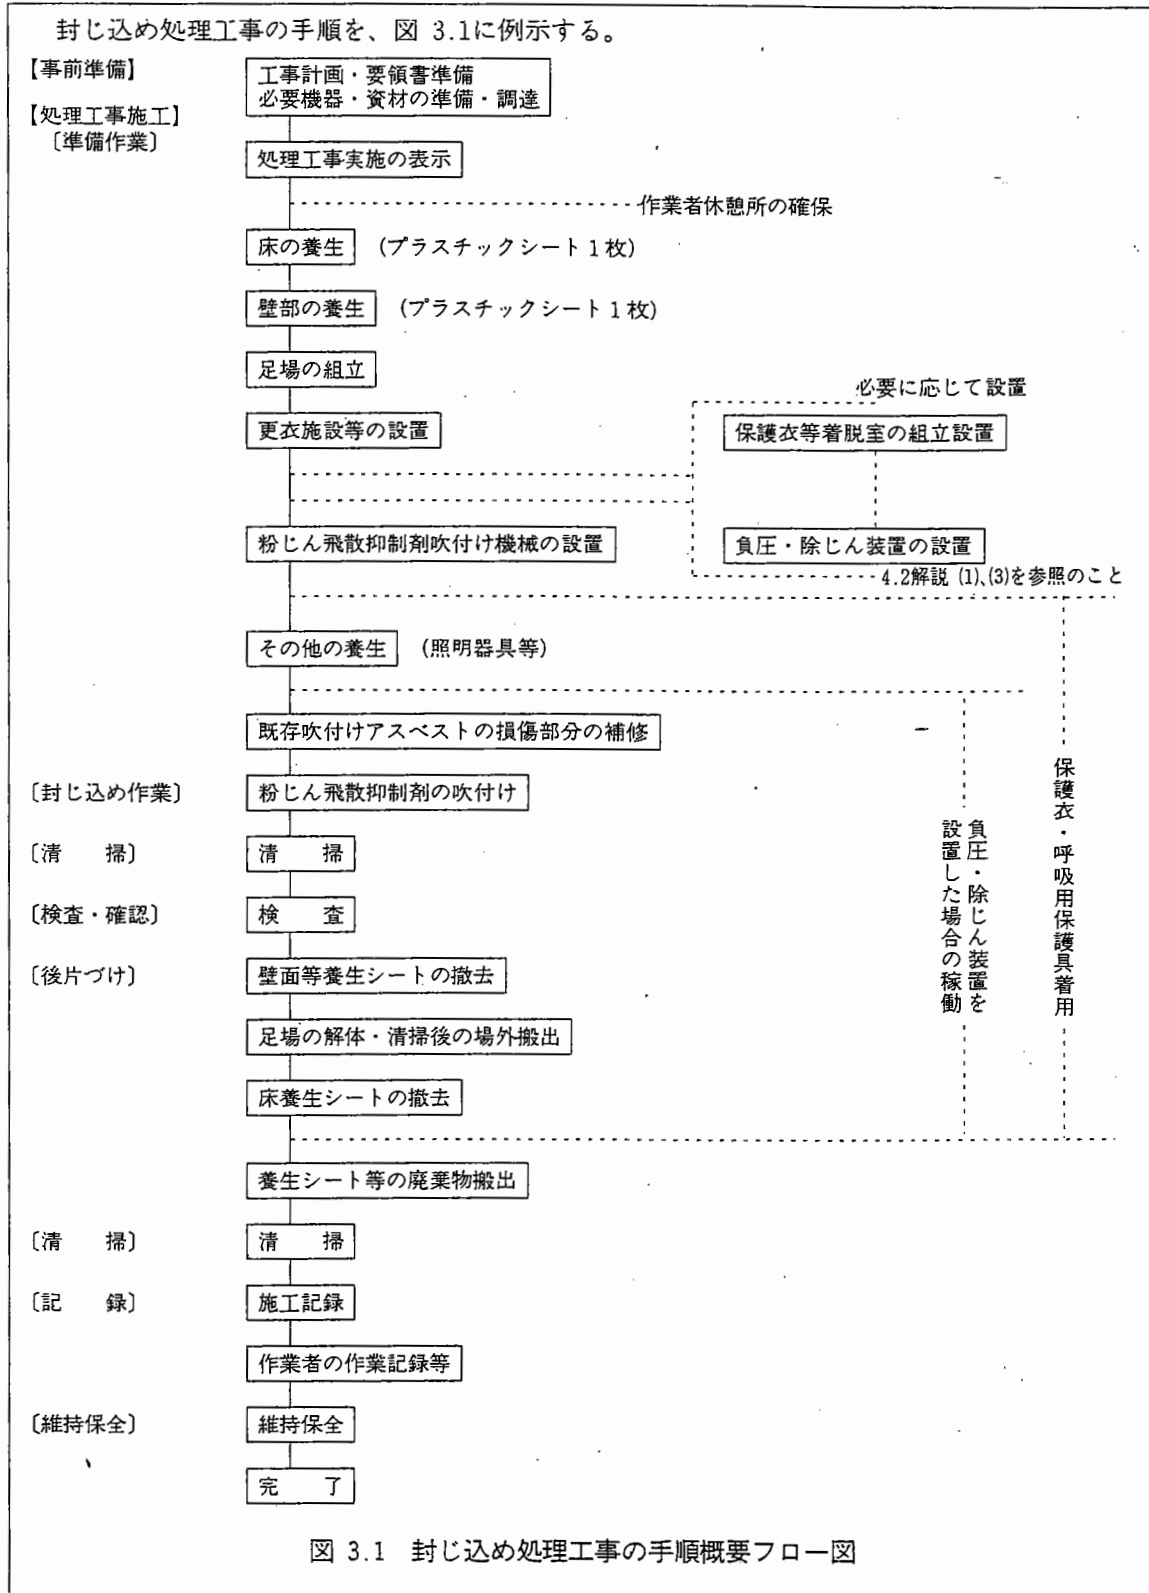 封じ込め処理工事の手順を、図 3.1に例示する。
【事前準備】
工事計画・要領書準備
必要機器・資材の準備・調達
【処理工事施工】
〔準備作業〕
処理工事実施の表示
作業者休憩所の確保
床の養生 (プラスチックシート1枚)
壁部の養生 (プラスチックシート1枚)
足場の組立
必要に応じて設置
更衣施設等の設置
保護衣等着脱室の組立設置
粉じん飛散抑制剤吹付け機械の設置
負圧・除じん装置の設置
4.2解説 (1)、(3)を参照のこと
その他の養生 (照明器具等)
既存吹付けアスベストの損傷部分の補修
〔封じ込め作業〕 粉じん飛散抑制剤の吹付け
〔清 掃〕 清 掃
〔検査・確認〕 検 査
〔後片づけ〕 壁面等養生シートの撤去
足場の解体・清掃後の場外搬出
床養生シートの撤去
負圧・除じん装置を
設置した場合の稼働
保護衣・呼吸用保護具着用
養生シート等の廃棄物搬出
〔清 掃〕 清 掃
〔記 録〕 施工記録
作業者の作業記録等
〔維持保全〕 維持保全
完 了
図 3.1 封じ込め処理工事の手順概要フロー図